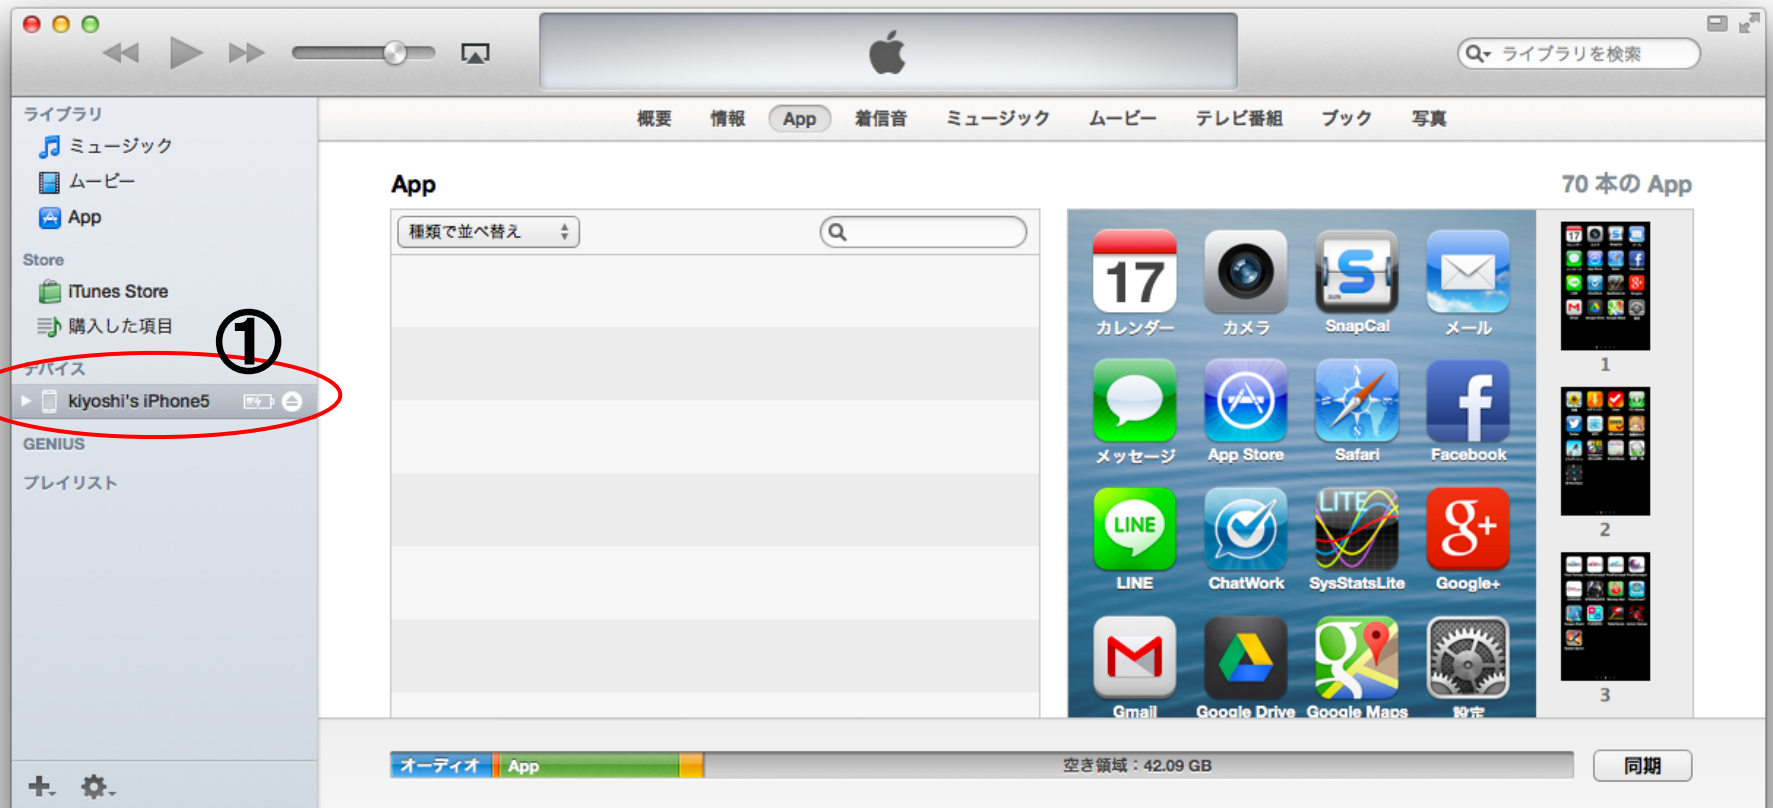 ライブラリを検索
ライブラリ
ミュージック
ムービー
App
Store
iTunes Store
購入した項目
①
デバイス
kiyoshi's iPhone5
GENIUS
プレイリスト
概要 情報 App 着信音 ミュージック ムービー テレビ番組 ブック 写真
App
70 本の App
種類で並べ替え
17
SUN
カレンダー カメラ SnapCal メール
メッセージ App Store Safari Facebook
LINE
LITE
g+
LINE ChatWork SysStatsLite Google+
Gmail Google Drive Google Maps 設定
1
2
3
オーディオ App 空き領域：42.09 GB
同期